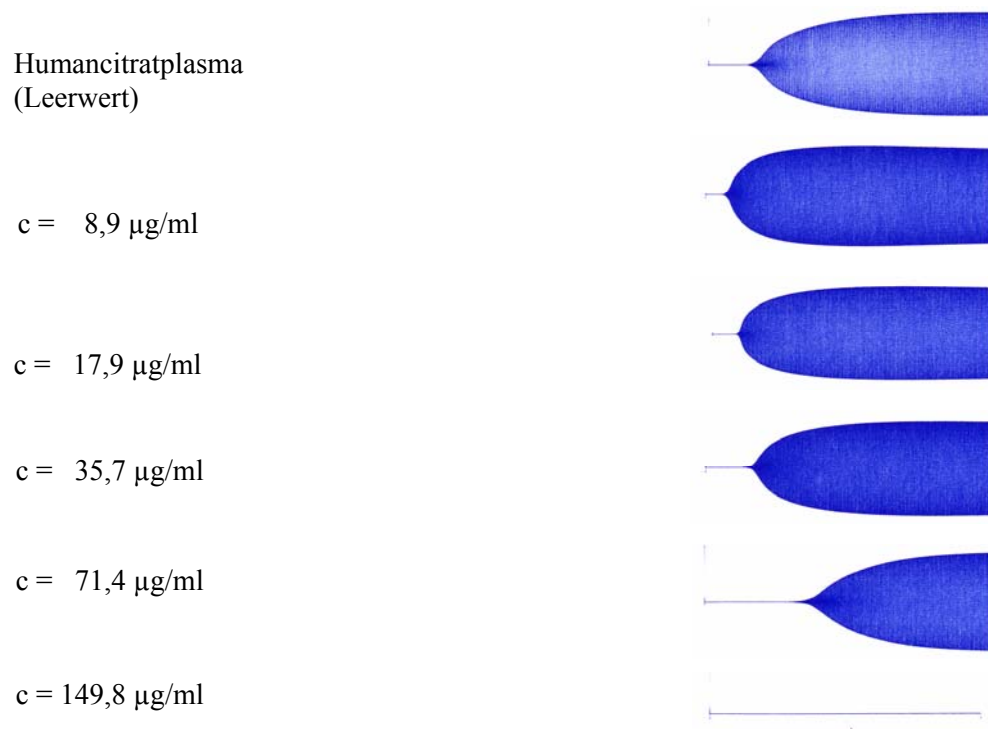 Humancitratplasma
(Leerwert)
c = 8,9 µg/ml
c = 17,9 µg/ml
c = 35,7 µg/ml
c = 71,4 µg/ml
c = 149,8 µg/ml